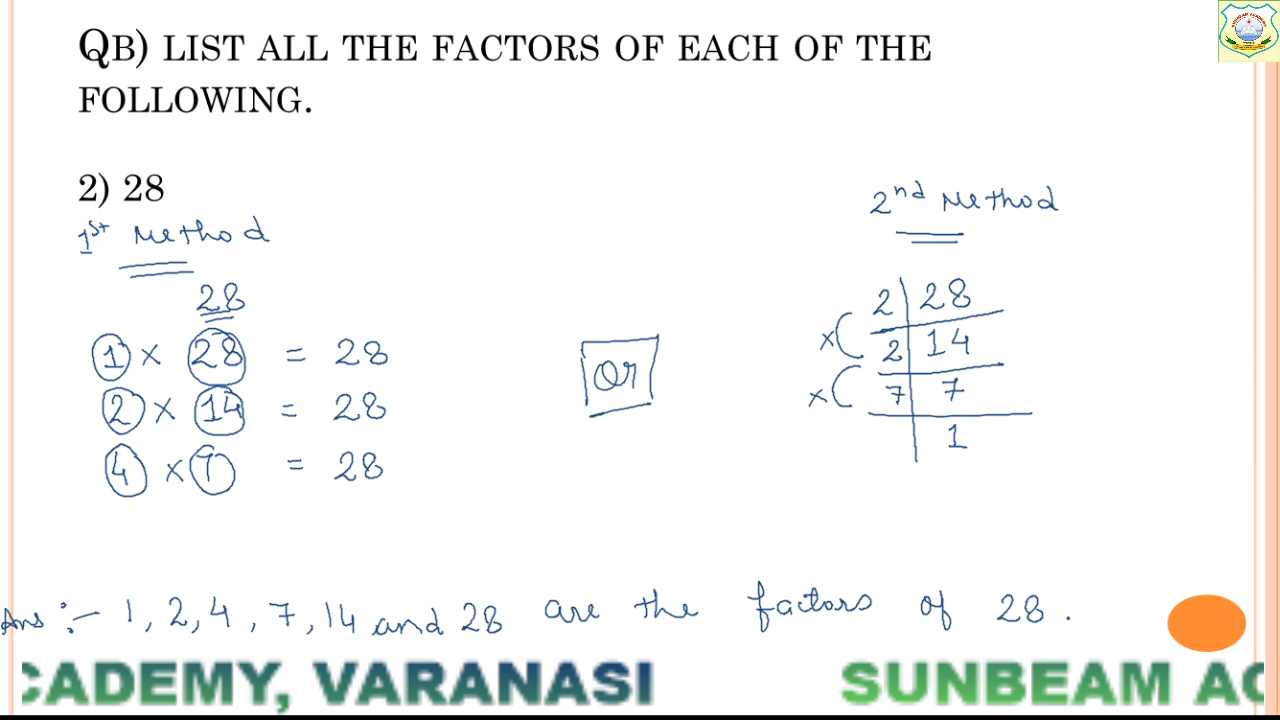 QB) LIST ALL THE FACTORS OF EACH OF THE
FOLLOWING.
2) 28
1st Method
28
1 × 28 = 28
2 × 14 = 28
4 × 7 = 28
Or
2nd Method
2 | 28
× ( 2 | 14
× ( 7 | 7
| 1
Ans :- 1, 2, 4, 7, 14 and 28 are the factors of 28.
CADEMY, VARANASI SUNBEAM AC